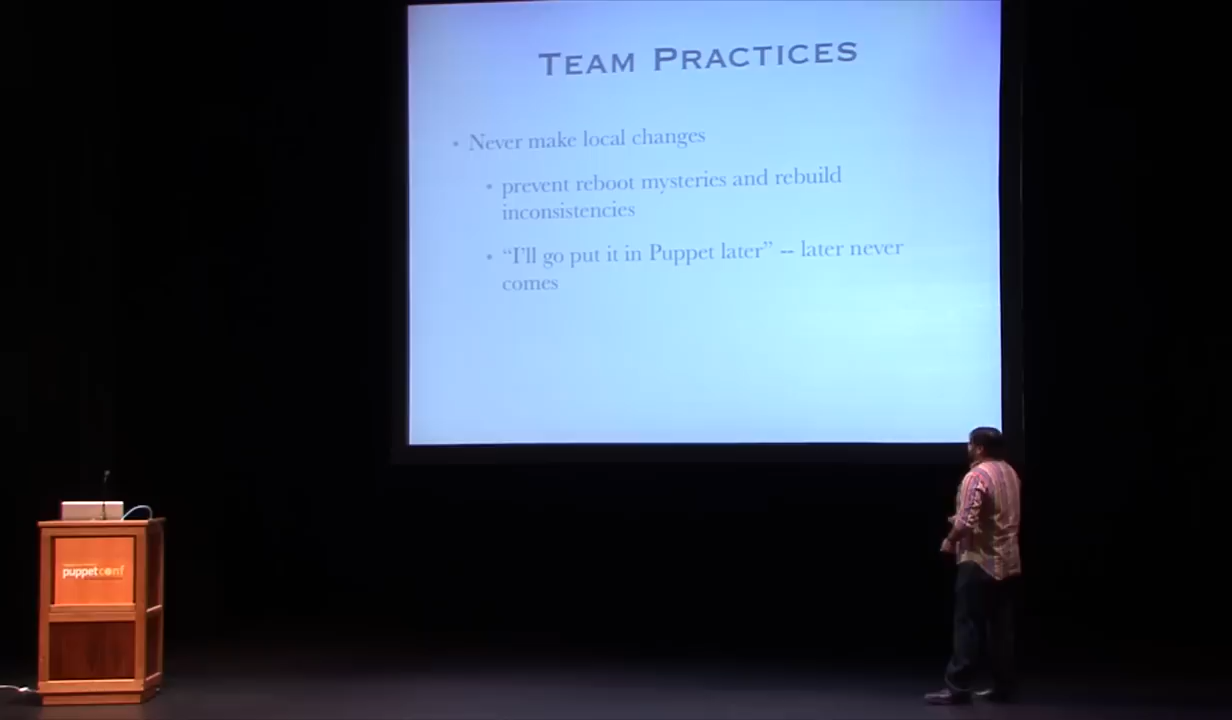 TEAM PRACTICES
• Never make local changes
• prevent reboot mysteries and rebuild
inconsistencies
• “I'll go put it in Puppet later” -- later never
comes
puppetconf